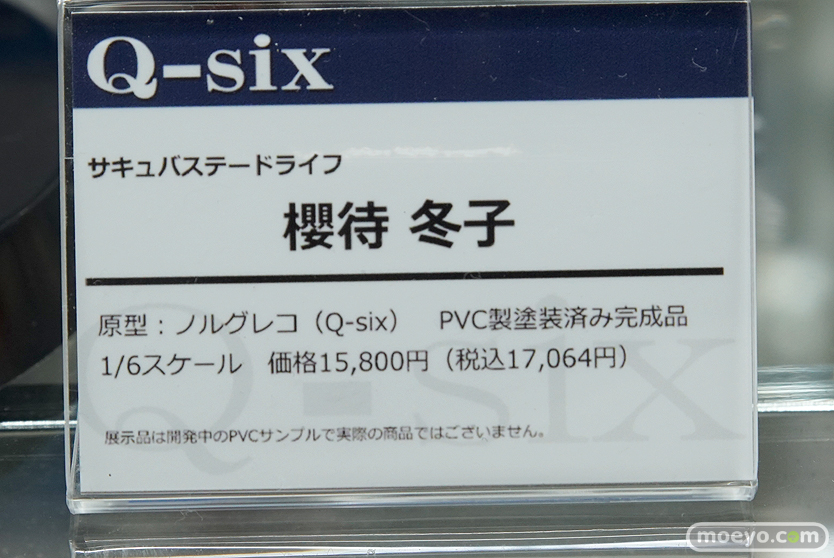 Q-six
サキュバステードライフ
櫻待 冬子
原型：ノルグレコ（Q-six）　PVC製塗装済み完成品
1/6スケール　価格15,800円（税込17,064円）
展示品は開発中のPVCサンプルで実際の商品ではございません。
Q-six
moeyo.com